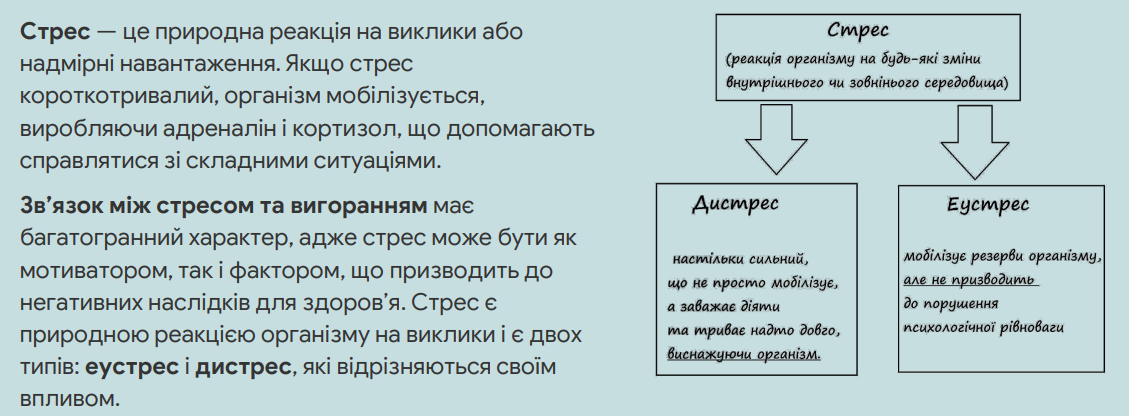 Стрес — це природна реакція на виклики або
надмірні навантаження. Якщо стрес
короткотривалий, організм мобілізується,
виробляючи адреналін і кортизол, що допомагають
справлятися зі складними ситуаціями.
Зв’язок між стресом та вигоранням має
багатогранний характер, адже стрес може бути як
мотиватором, так і фактором, що призводить до
негативних наслідків для здоров’я. Стрес є
природною реакцією організму на виклики і є двох
типів: еустрес і дистрес, які відрізняються своїм
впливом.
Стрес
(реакція організму на будь-які зміни
внутрішнього чи зовнінього середовища)
Дистрес
настільки сильний,
що не просто мобілізує,
а заважає діяти
та триває надто довго,
виснажуючи організм.
Еустрес
мобілізує резерви організму,
але не призводить
до порушення
психологічної рівноваги